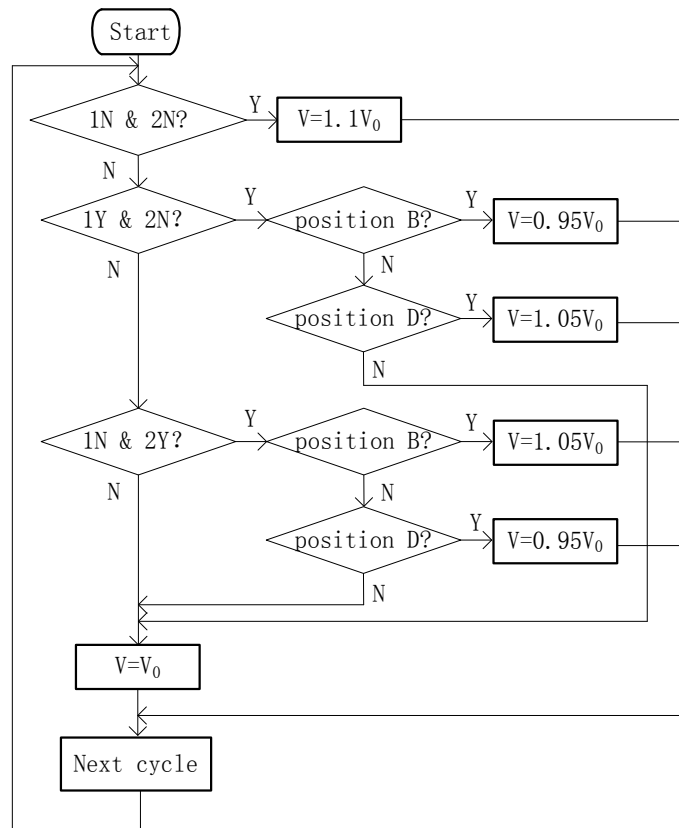 Start
1N & 2N?
Y
V=1.1V₀
N
1Y & 2N?
Y
position B?
Y
V=0.95V₀
N
N
position D?
Y
V=1.05V₀
N
1N & 2Y?
Y
position B?
Y
V=1.05V₀
N
N
position D?
Y
V=0.95V₀
N
V=V₀
Next cycle